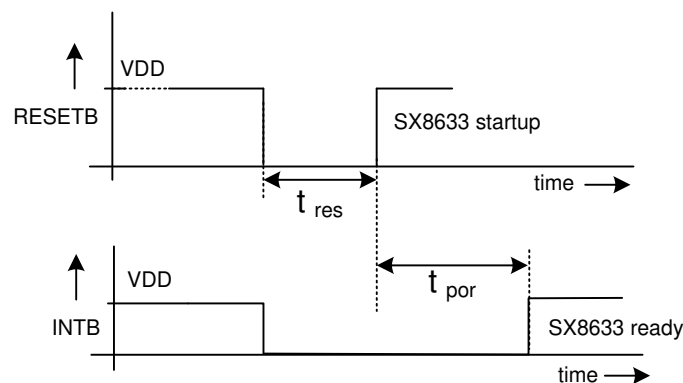 VDD
RESETB
SX8633 startup
time
t res
VDD
t por
INTB
SX8633 ready
time